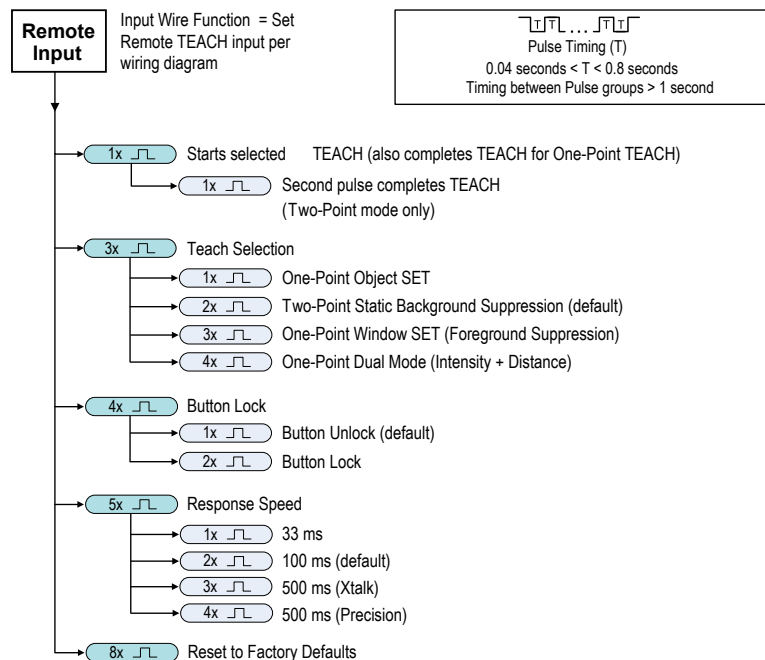 Remote
Input
Input Wire Function = Set
Remote TEACH input per
wiring diagram
T T ... T T
Pulse Timing (T)
0.04 seconds < T < 0.8 seconds
Timing between Pulse groups > 1 second
1x Starts selected TEACH (also completes TEACH for One-Point TEACH)
1x Second pulse completes TEACH
(Two-Point mode only)
3x Teach Selection
1x One-Point Object SET
2x Two-Point Static Background Suppression (default)
3x One-Point Window SET (Foreground Suppression)
4x One-Point Dual Mode (Intensity + Distance)
4x Button Lock
1x Button Unlock (default)
2x Button Lock
5x Response Speed
1x 33 ms
2x 100 ms (default)
3x 500 ms (Xtalk)
4x 500 ms (Precision)
8x Reset to Factory Defaults